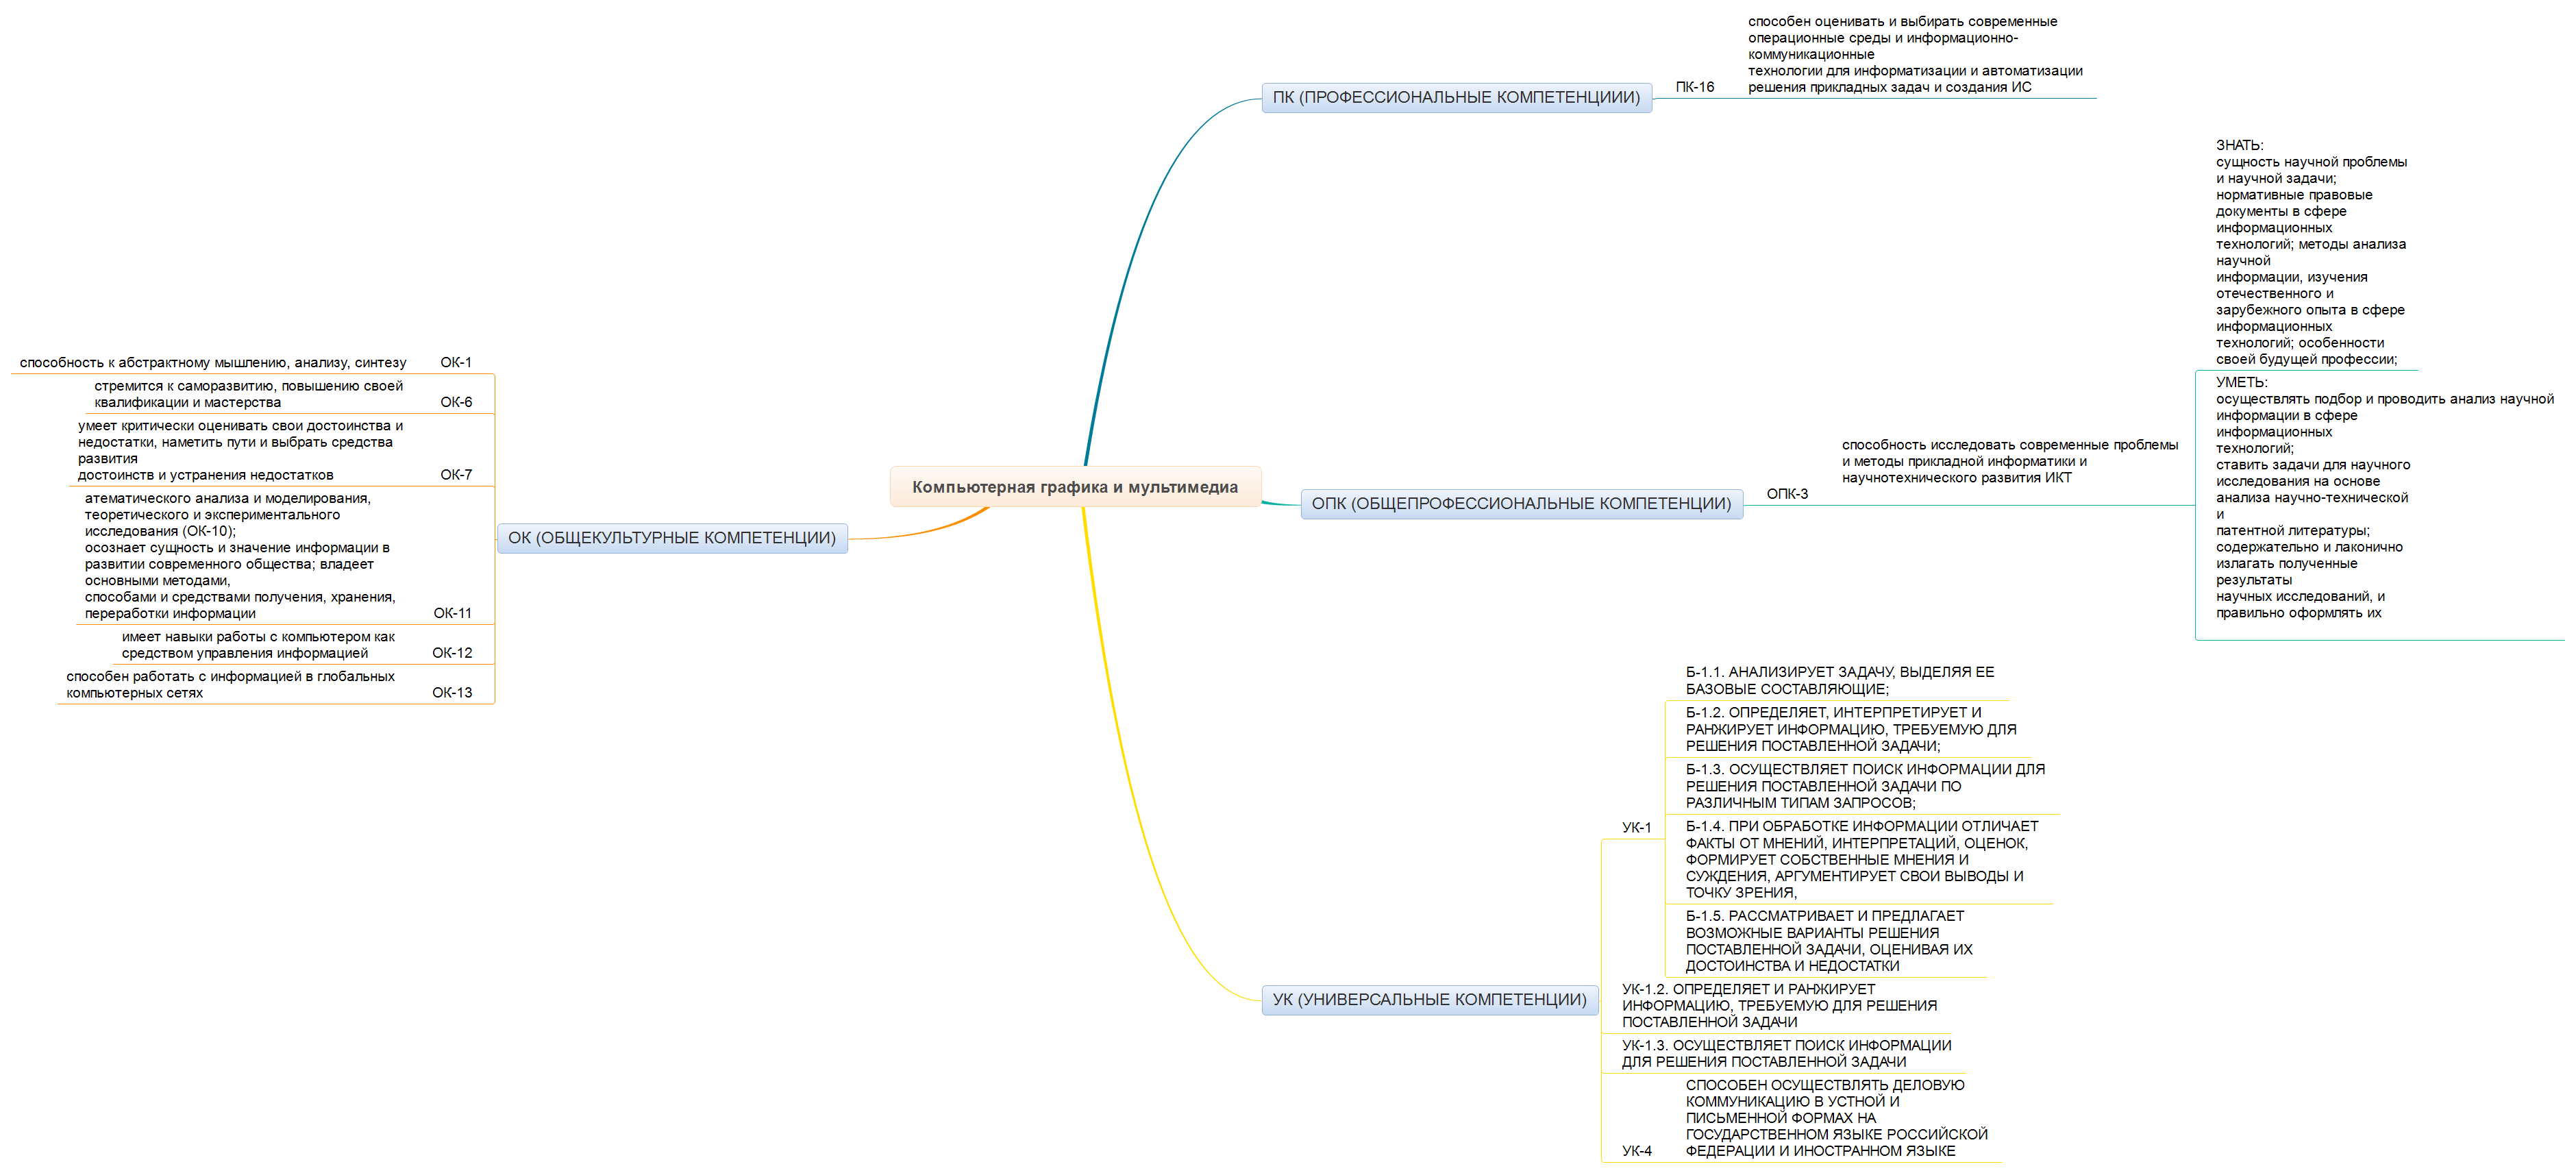 Компьютерная графика и мультимедиа
ПК (ПРОФЕССИОНАЛЬНЫЕ КОМПЕТЕНЦИИИ)
ПК-16
способен оценивать и выбирать современные
операционные среды и информационно-
коммуникационные
технологии для информатизации и автоматизации
решения прикладных задач и создания ИС
ОПК (ОБЩЕПРОФЕССИОНАЛЬНЫЕ КОМПЕТЕНЦИИ)
ОПК-3
способность исследовать современные проблемы
и методы прикладной информатики и
научнотехнического развития ИКТ
ЗНАТЬ:
сущность научной проблемы
и научной задачи;
нормативные правовые
документы в сфере
информационных
технологий; методы анализа
научной
информации, изучения
отечественного и
зарубежного опыта в сфере
информационных
технологий; особенности
своей будущей профессии;
УМЕТЬ:
осуществлять подбор и проводить анализ научной
информации в сфере
информационных
технологий;
ставить задачи для научного
исследования на основе
анализа научно-технической
и
патентной литературы;
содержательно и лаконично
излагать полученные
результаты
научных исследований, и
правильно оформлять их
УК (УНИВЕРСАЛЬНЫЕ КОМПЕТЕНЦИИ)
УК-1
Б-1.1. АНАЛИЗИРУЕТ ЗАДАЧУ, ВЫДЕЛЯЯ ЕЕ
БАЗОВЫЕ СОСТАВЛЯЮЩИЕ;
Б-1.2. ОПРЕДЕЛЯЕТ, ИНТЕРПРЕТИРУЕТ И
РАНЖИРУЕТ ИНФОРМАЦИЮ, ТРЕБУЕМУЮ ДЛЯ
РЕШЕНИЯ ПОСТАВЛЕННОЙ ЗАДАЧИ;
Б-1.3. ОСУЩЕСТВЛЯЕТ ПОИСК ИНФОРМАЦИИ ДЛЯ
РЕШЕНИЯ ПОСТАВЛЕННОЙ ЗАДАЧИ ПО
РАЗЛИЧНЫМ ТИПАМ ЗАПРОСОВ;
Б-1.4. ПРИ ОБРАБОТКЕ ИНФОРМАЦИИ ОТЛИЧАЕТ
ФАКТЫ ОТ МНЕНИЙ, ИНТЕРПРЕТАЦИЙ, ОЦЕНОК,
ФОРМИРУЕТ СОБСТВЕННЫЕ МНЕНИЯ И
СУЖДЕНИЯ, АРГУМЕНТИРУЕТ СВОИ ВЫВОДЫ И
ТОЧКУ ЗРЕНИЯ,
Б-1.5. РАССМАТРИВАЕТ И ПРЕДЛАГАЕТ
ВОЗМОЖНЫЕ ВАРИАНТЫ РЕШЕНИЯ
ПОСТАВЛЕННОЙ ЗАДАЧИ, ОЦЕНИВАЯ ИХ
ДОСТОИНСТВА И НЕДОСТАТКИ
УК-1.2. ОПРЕДЕЛЯЕТ И РАНЖИРУЕТ
ИНФОРМАЦИЮ, ТРЕБУЕМУЮ ДЛЯ РЕШЕНИЯ
ПОСТАВЛЕННОЙ ЗАДАЧИ
УК-1.3. ОСУЩЕСТВЛЯЕТ ПОИСК ИНФОРМАЦИИ
ДЛЯ РЕШЕНИЯ ПОСТАВЛЕННОЙ ЗАДАЧИ
УК-4
СПОСОБЕН ОСУЩЕСТВЛЯТЬ ДЕЛОВУЮ
КОММУНИКАЦИЮ В УСТНОЙ И
ПИСЬМЕННОЙ ФОРМАХ НА
ГОСУДАРСТВЕННОМ ЯЗЫКЕ РОССИЙСКОЙ
ФЕДЕРАЦИИ И ИНОСТРАННОМ ЯЗЫКЕ
ОК (ОБЩЕКУЛЬТУРНЫЕ КОМПЕТЕНЦИИ)
ОК-1
способность к абстрактному мышлению, анализу, синтезу
ОК-6
стремится к саморазвитию, повышению своей
квалификации и мастерства
ОК-7
умеет критически оценивать свои достоинства и
недостатки, наметить пути и выбрать средства
развития
достоинств и устранения недостатков
ОК-11
атематического анализа и моделирования,
теоретического и экспериментального
исследования (ОК-10);
осознает сущность и значение информации в
развитии современного общества; владеет
основными методами,
способами и средствами получения, хранения,
переработки информации
ОК-12
имеет навыки работы с компьютером как
средством управления информацией
ОК-13
способен работать с информацией в глобальных
компьютерных сетях